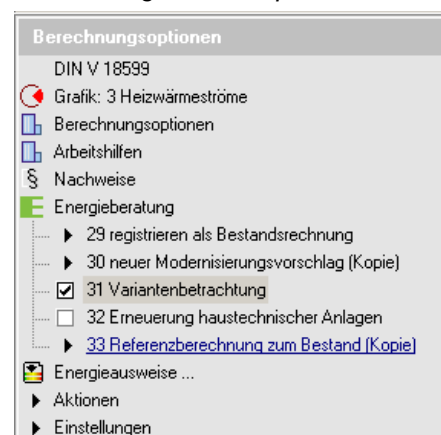 Berechnungsoptionen
DIN V 18599
Grafik: 3 Heizwärmeströme
Berechnungsoptionen
Arbeitshilfen
§ Nachweise
Energieberatung
29 registrieren als Bestandsrechnung
30 neuer Modernisierungsvorschlag (Kopie)
31 Variantenbetrachtung
32 Erneuerung haustechnischer Anlagen
33 Referenzberechnung zum Bestand (Kopie)
Energieausweise ...
Aktionen
Einstellungen